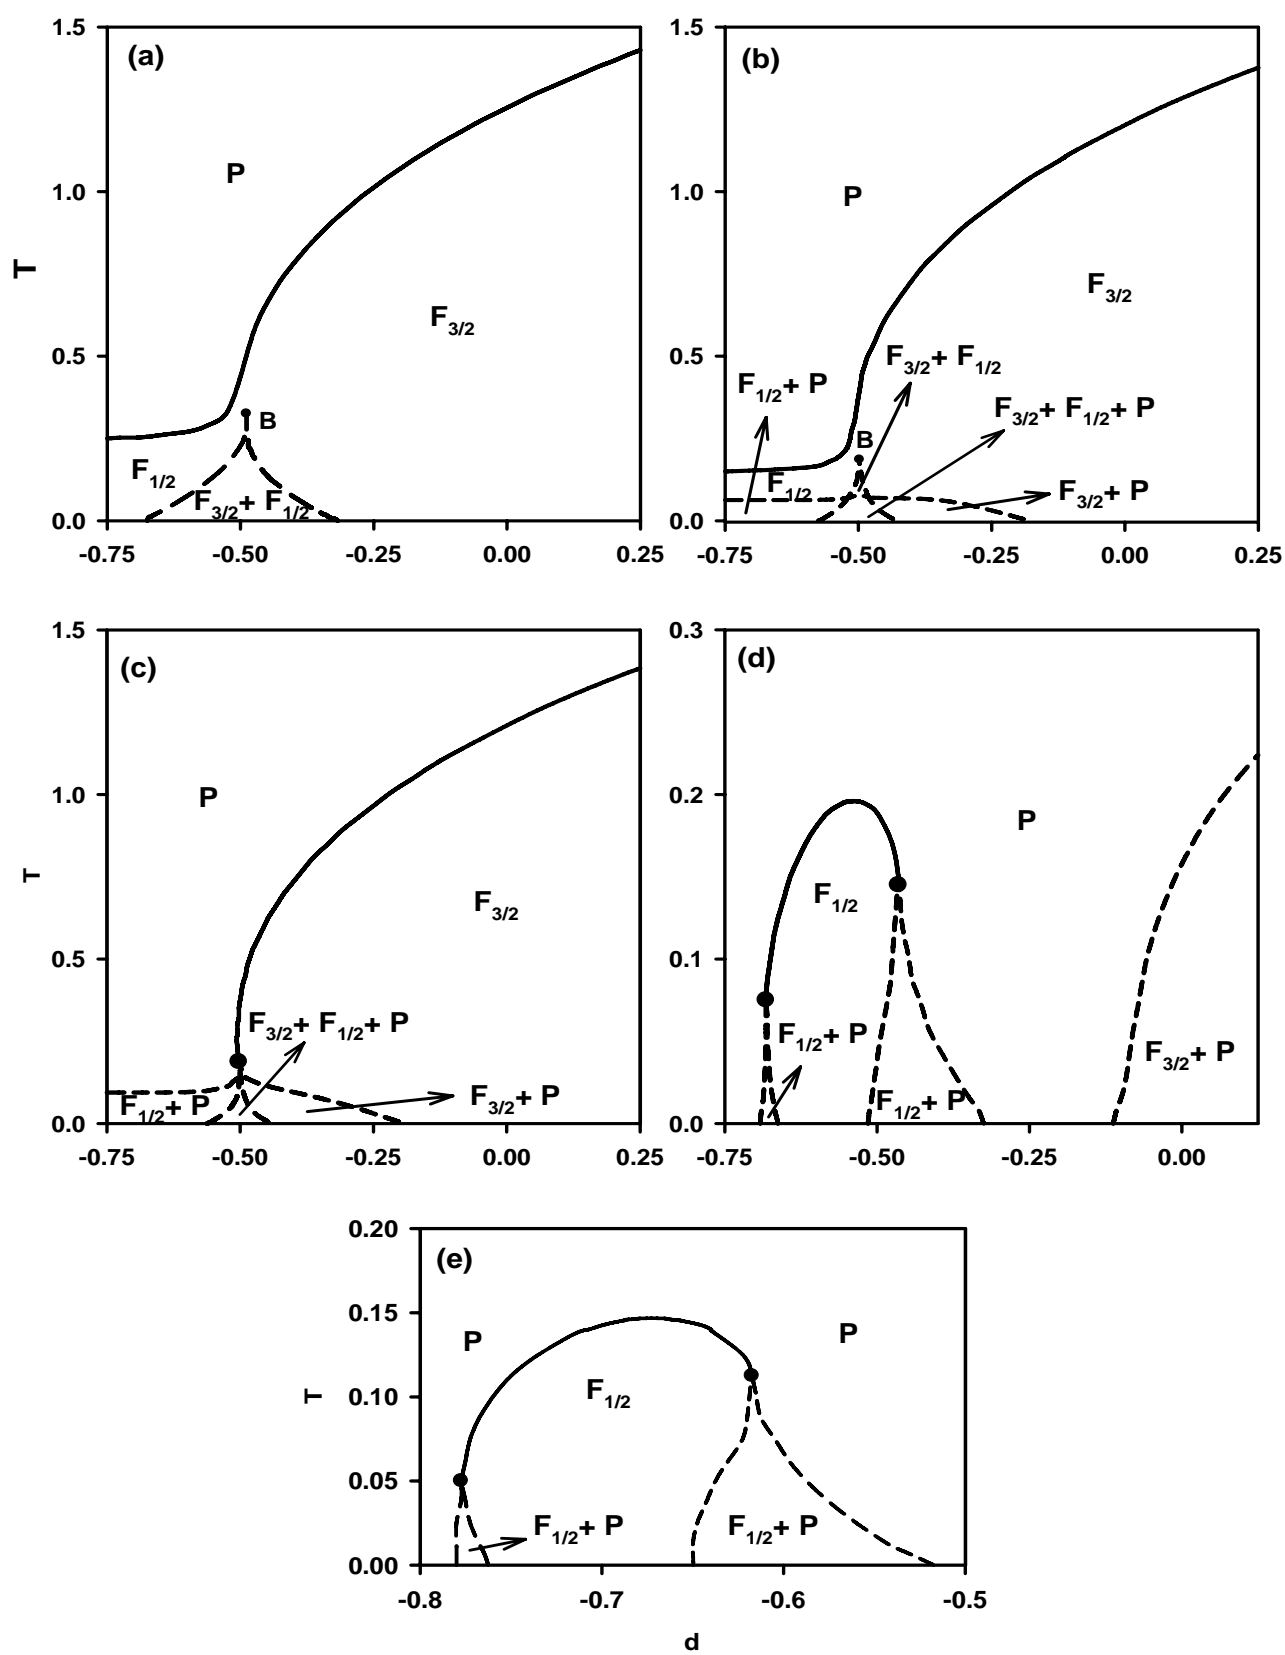 (a)
1.5
1.0
0.5
0.0
T
P
F3/2
B
F1/2
F3/2+ F1/2
-0.75 -0.50 -0.25 0.00 0.25
(b)
1.5
1.0
0.5
0.0
P
F3/2
F3/2+ F1/2
F1/2+ P
F3/2+ F1/2+ P
B
F1/2
F3/2+ P
-0.75 -0.50 -0.25 0.00 0.25
(c)
1.5
1.0
0.5
0.0
T
P
F3/2
F3/2+ F1/2+ P
F1/2+ P
F3/2+ P
-0.75 -0.50 -0.25 0.00 0.25
(d)
0.3
0.2
0.1
0.0
P
F1/2
F1/2+ P
F3/2+ P
F1/2+ P
-0.75 -0.50 -0.25 0.00
(e)
0.20
0.15
0.10
0.05
0.00
T
P
P
F1/2
F1/2+ P
F1/2+ P
-0.8 -0.7 -0.6 -0.5
d